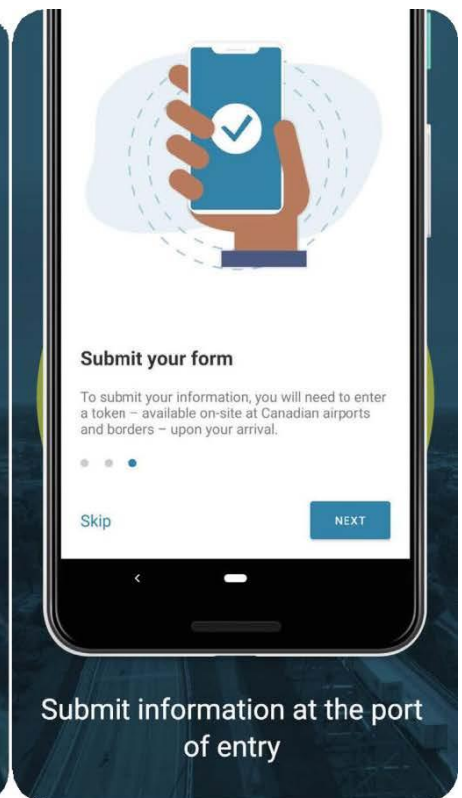 Submit your form
To submit your information, you will need to enter
a token – available on-site at Canadian airports
and borders – upon your arrival.
Skip
NEXT
Submit information at the port
of entry